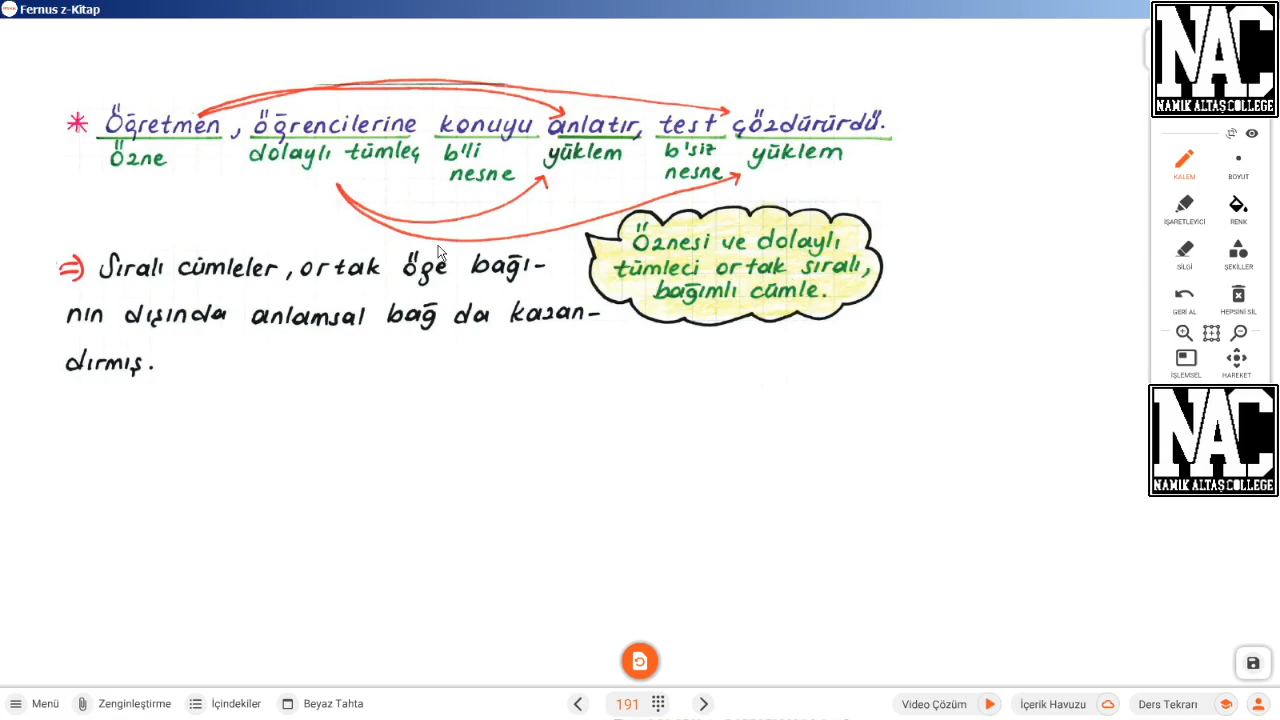 Fernus z-Kitap
* Öğretmen, öğrencilerine konuyu anlatır, test çözdürürdü.
Özne dolaylı tümleç b'li nesne yüklem b'siz nesne yüklem
Öznesi ve dolaylı
tümleci ortak sıralı,
bağımlı cümle.
⇒ Sıralı cümleler, ortak öge bağı-
nın dışında anlamsal bağ da kazan-
dırmış.
NAC
NAMIK ALTAŞ COLLEGE
KALEM BOYUT
İŞARETLEYİCİ RENK
SİLGİ ŞEKİLLER
GERİ AL HEPSİNİ SİL
İŞLEMSEL HAREKET
NAC
NAMIK ALTAŞ COLLEGE
Menü Zenginleştirme İçindekiler Beyaz Tahta 191 Video Çözüm İçerik Havuzu Ders Tekrarı